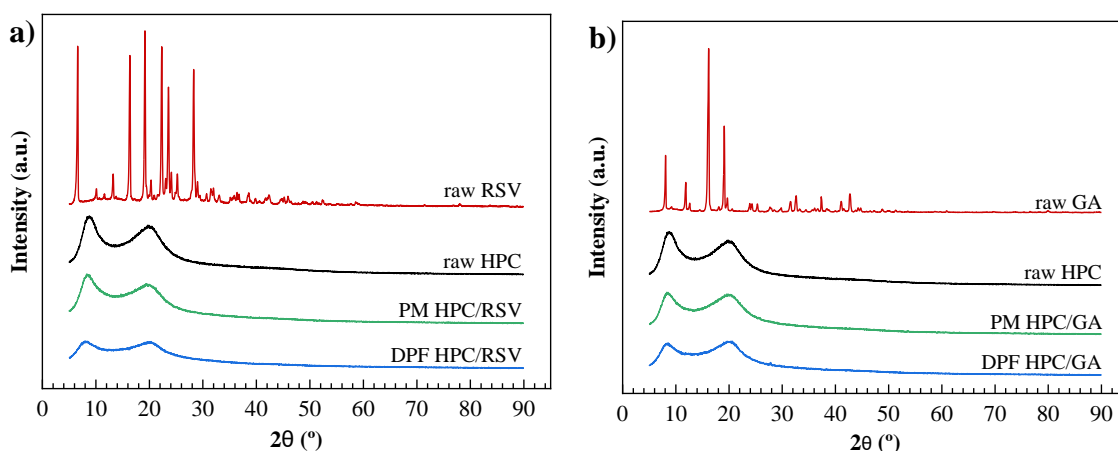 a)
Intensity (a.u.)
raw RSV
raw HPC
PM HPC/RSV
DPF HPC/RSV
0 10 20 30 40 50 60 70 80 90
2θ (º)
b)
Intensity (a.u.)
raw GA
raw HPC
PM HPC/GA
DPF HPC/GA
0 10 20 30 40 50 60 70 80 90
2θ (º)